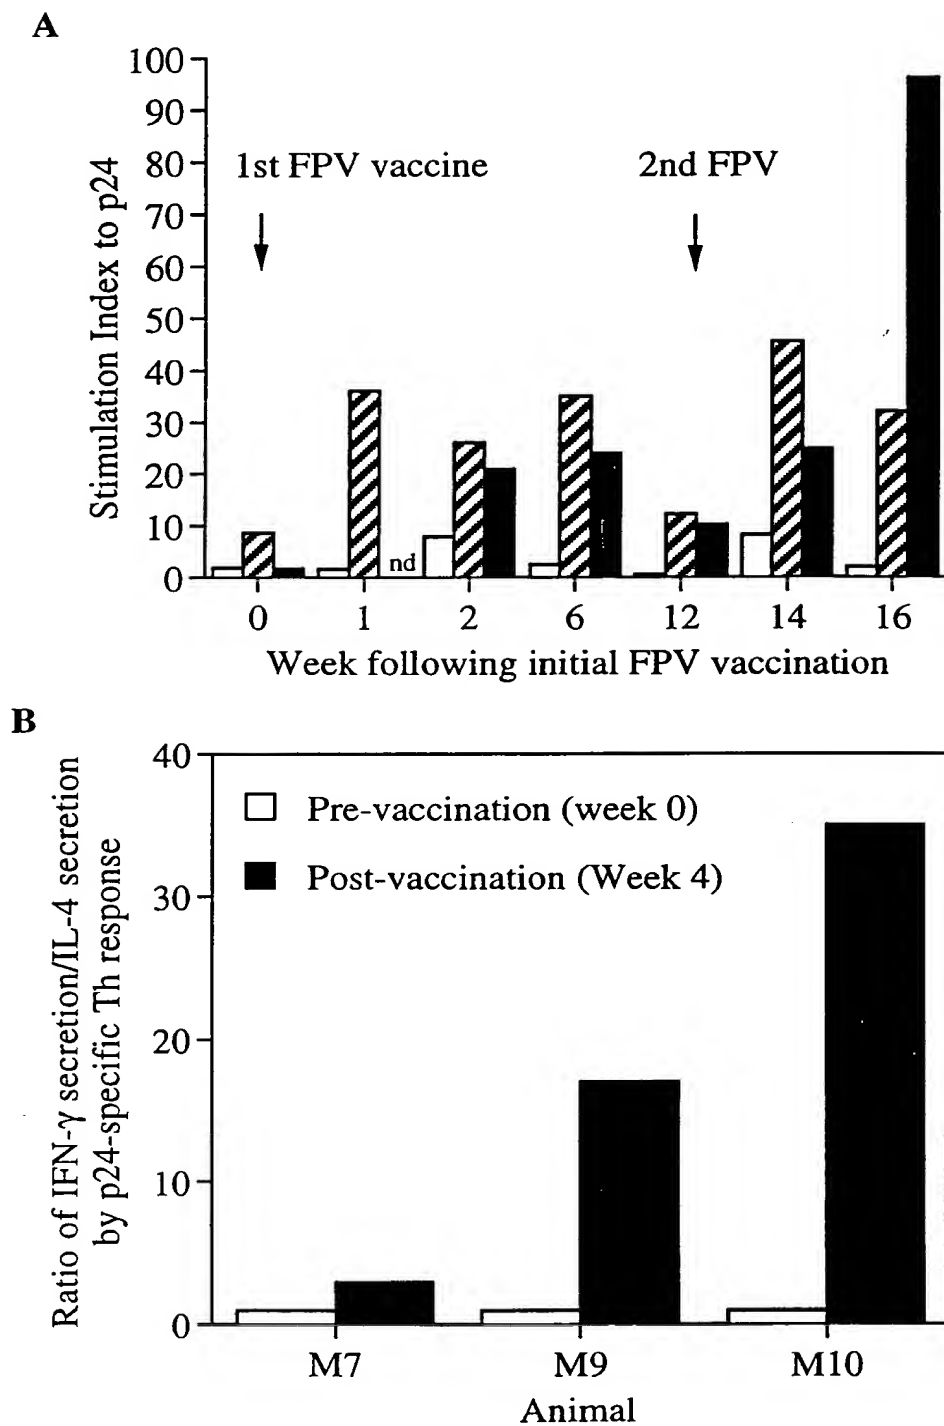 A
Stimulation Index to p24
100
90
80
70
60
50
40
30
20
10
0
1st FPV vaccine
2nd FPV
nd
0 1 2 6 12 14 16
Week following initial FPV vaccination
B
Ratio of IFN-γ secretion/IL-4 secretion
by p24-specific Th response
40
30
20
10
0
Pre-vaccination (week 0)
Post-vaccination (Week 4)
M7 M9 M10
Animal